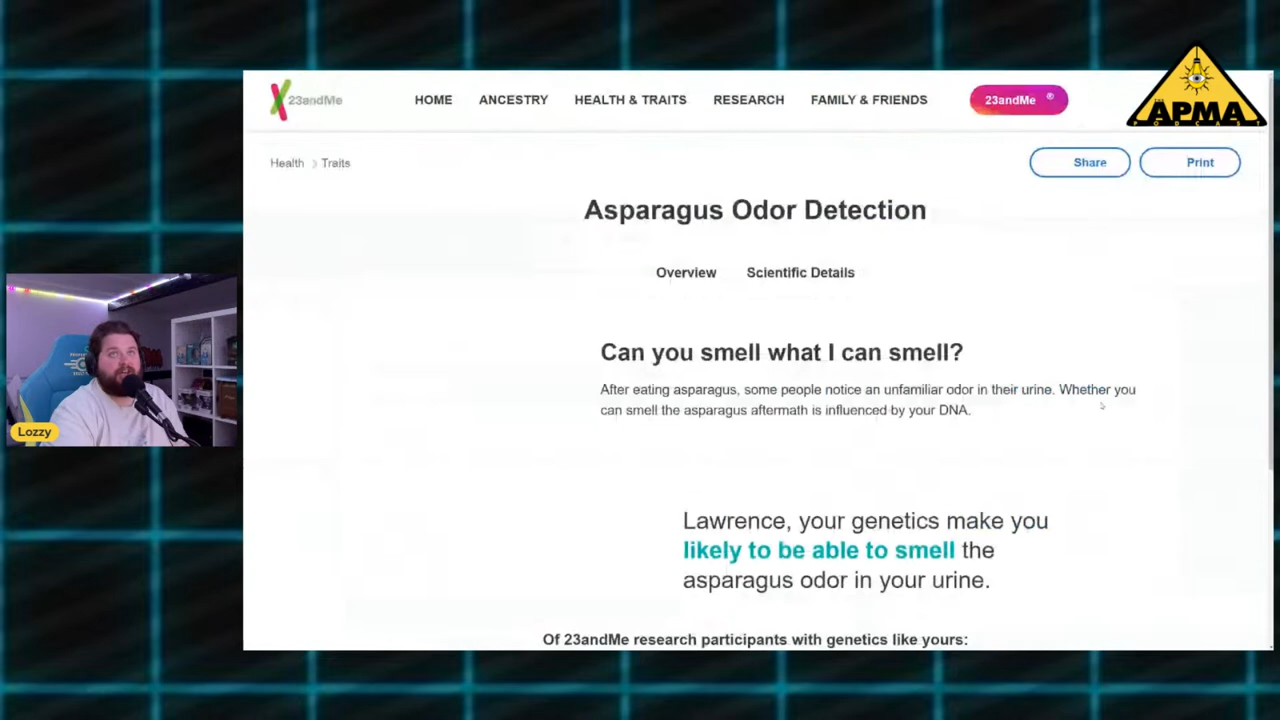 23andMe
HOME
ANCESTRY
HEALTH & TRAITS
RESEARCH
FAMILY & FRIENDS
23andMe ®
THE
APMA
PODCAST
Health > Traits
Share
Print
Asparagus Odor Detection
Overview
Scientific Details
Can you smell what I can smell?
After eating asparagus, some people notice an unfamiliar odor in their urine. Whether you
can smell the asparagus aftermath is influenced by your DNA.
Lozzy
Lawrence, your genetics make you
likely to be able to smell the
asparagus odor in your urine.
Of 23andMe research participants with genetics like yours: